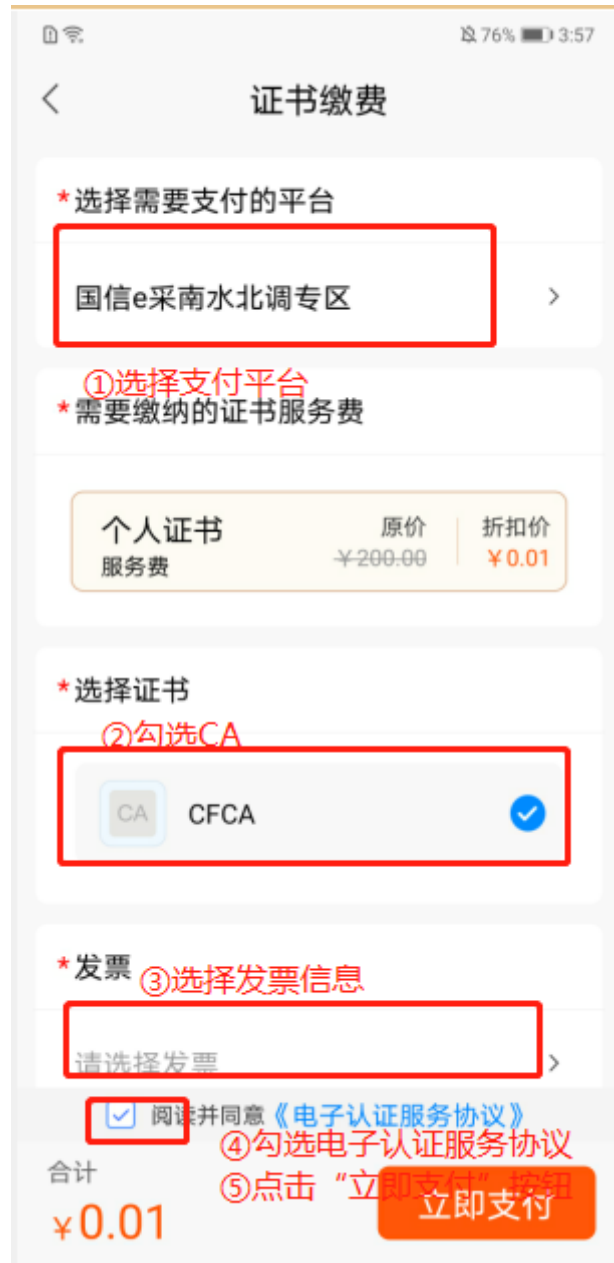 76% 3:57
证书缴费
*选择需要支付的平台
国信e采南水北调专区
①选择支付平台
*需要缴纳的证书服务费
个人证书 原价 折扣价
服务费 ￥200.00 ￥0.01
*选择证书
②勾选CA
CA CFCA
*发票 ③选择发票信息
请选择发票
阅读并同意《电子认证服务协议》
④勾选电子认证服务协议
合计
⑤点击“立即支付”按钮
￥0.01 立即支付